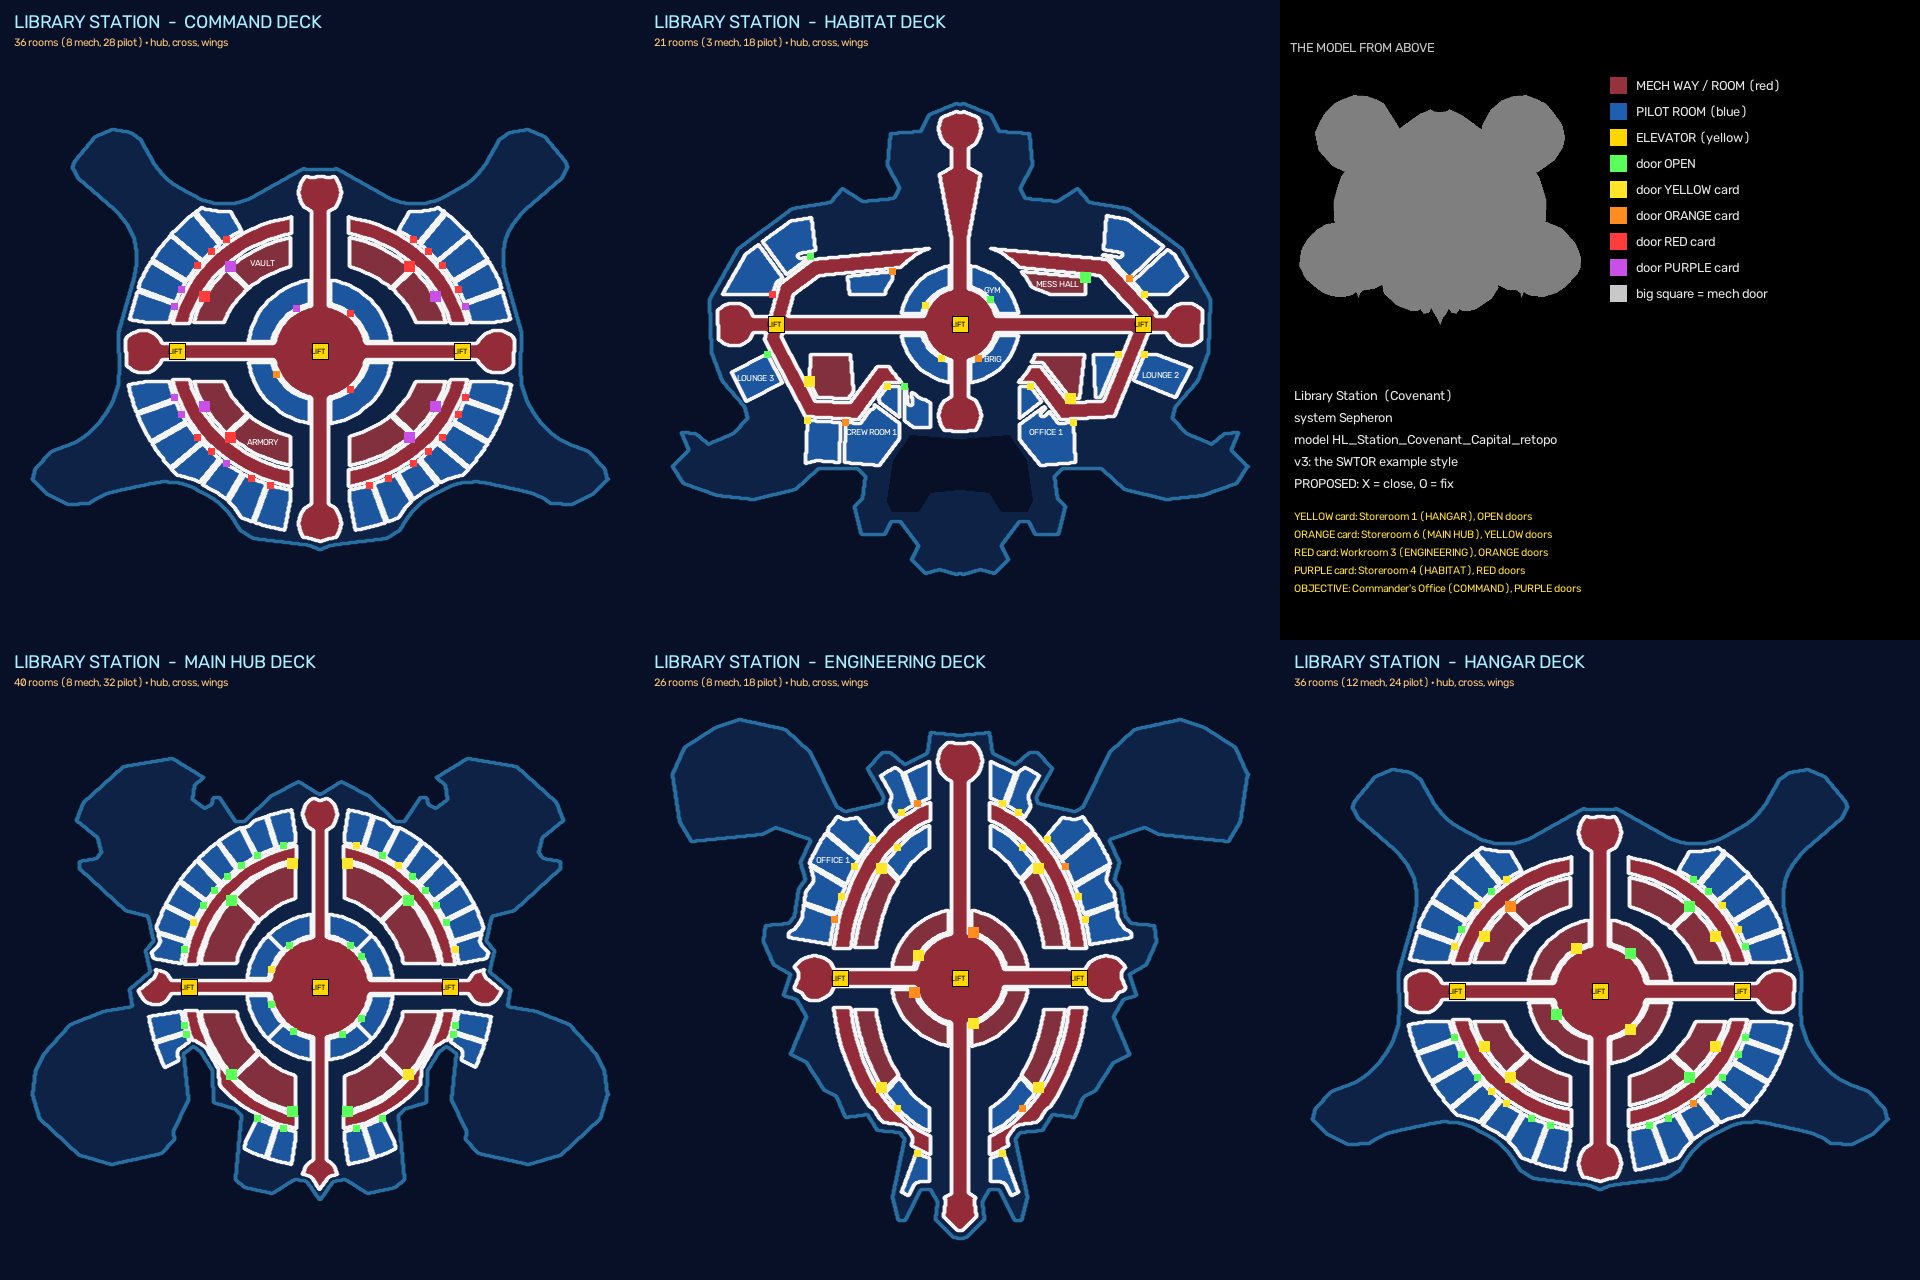 LIBRARY STATION - COMMAND DECK
36 rooms (8 mech, 28 pilot) • hub, cross, wings
VAULT
LIFT
LIFT
LIFT
ARMORY
LIBRARY STATION - HABITAT DECK
21 rooms (3 mech, 18 pilot) • hub, cross, wings
GYM
MESS HALL
LIFT
LIFT
LIFT
BRIG
LOUNGE 3
LOUNGE 2
CREW ROOM 1
OFFICE 1
THE MODEL FROM ABOVE
MECH WAY / ROOM (red)
PILOT ROOM (blue)
ELEVATOR (yellow)
door OPEN
door YELLOW card
door ORANGE card
door RED card
door PURPLE card
big square = mech door
Library Station (Covenant)
system Sepheron
model HL_Station_Covenant_Capital_retopo
v3: the SWTOR example style
PROPOSED: X = close, O = fix
YELLOW card: Storeroom 1 (HANGAR), OPEN doors
ORANGE card: Storeroom 6 (MAIN HUB), YELLOW doors
RED card: Workroom 3 (ENGINEERING), ORANGE doors
PURPLE card: Storeroom 4 (HABITAT), RED doors
OBJECTIVE: Commander's Office (COMMAND), PURPLE doors
LIBRARY STATION - MAIN HUB DECK
40 rooms (8 mech, 32 pilot) • hub, cross, wings
LIFT
LIFT
LIFT
LIBRARY STATION - ENGINEERING DECK
26 rooms (8 mech, 18 pilot) • hub, cross, wings
OFFICE 1
LIFT
LIFT
LIFT
LIBRARY STATION - HANGAR DECK
36 rooms (12 mech, 24 pilot) • hub, cross, wings
LIFT
LIFT
LIFT